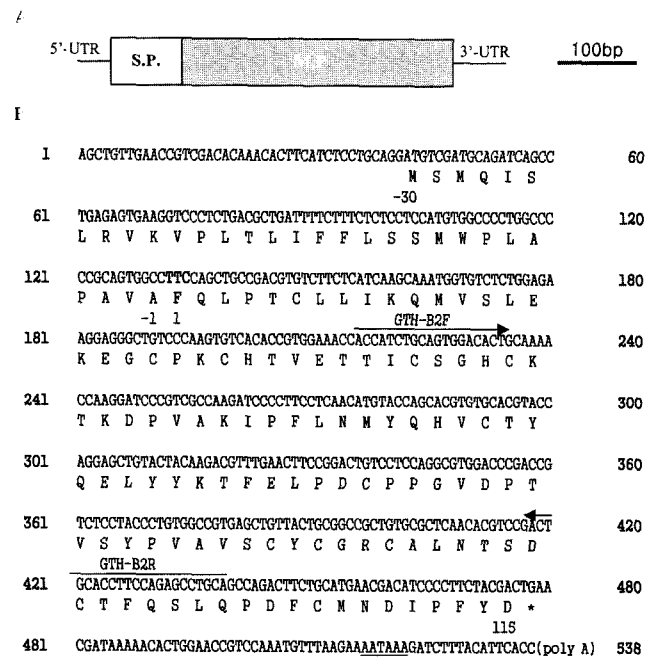 5'-UTR S.P. 3'-UTR 100bp
1 AGCTGTTGAACCGTCGACACAAACACTTCATCTCCTGCAGGATGTCGATGCAGATCAGCC 60
M S M Q I S
-30
61 TGAGAGTGAAGGTCCCTCTGACGCTGATTTTCTTTCTCTCCTCCATGTGGCCCCTGGCCC 120
L R V K V P L T L I F F L S S M W P L A
121 CCGCAGTGGCCTTCCAGCTGCCGACGTGTCTTCTCATCAAGCAAATGGTGTCTCTGGAGA 180
P A V A F Q L P T C L L I K Q M V S L E
-1 1 GTH-B2F
181 AGGAGGGCTGTCCCAAGTGTCACACCGTGGAAACCACCATCTGCAGTGGACACTGCAAAA 240
K E G C P K C H T V E T T I C S G H C K
241 CCAAGGATCCCGTCGCCAAGATCCCCTTCCTCAACATGTACCAGCACGTGTGCACGTACC 300
T K D P V A K I P F L N M Y Q H V C T Y
301 AGGAGCTGTACTACAAGACGTTTGAACTTCCGGACTGTCCTCCAGGCGTGGACCCGACCG 360
Q E L Y Y K T F E L P D C P P G V D P T
361 TCTCCTACCCTGTGGCCGTGAGCTGTTACTGCGGCCGCTGTGCGCTCAACACGTCCGACT 420
V S Y P V A V S C Y C G R C A L N T S D
GTH-B2R
421 GCACCTTCCAGAGCCTGCAGCCAGACTTCTGCATGAACGACATCCCCTTCTACGACTGAA 480
C T F Q S L Q P D F C M N D I P F Y D *
115
481 CGATAAAAACACTGGAACCGTCCAAATGTTTAAGAAAATAAAGATCTTTACATTCACC(poly A) 538